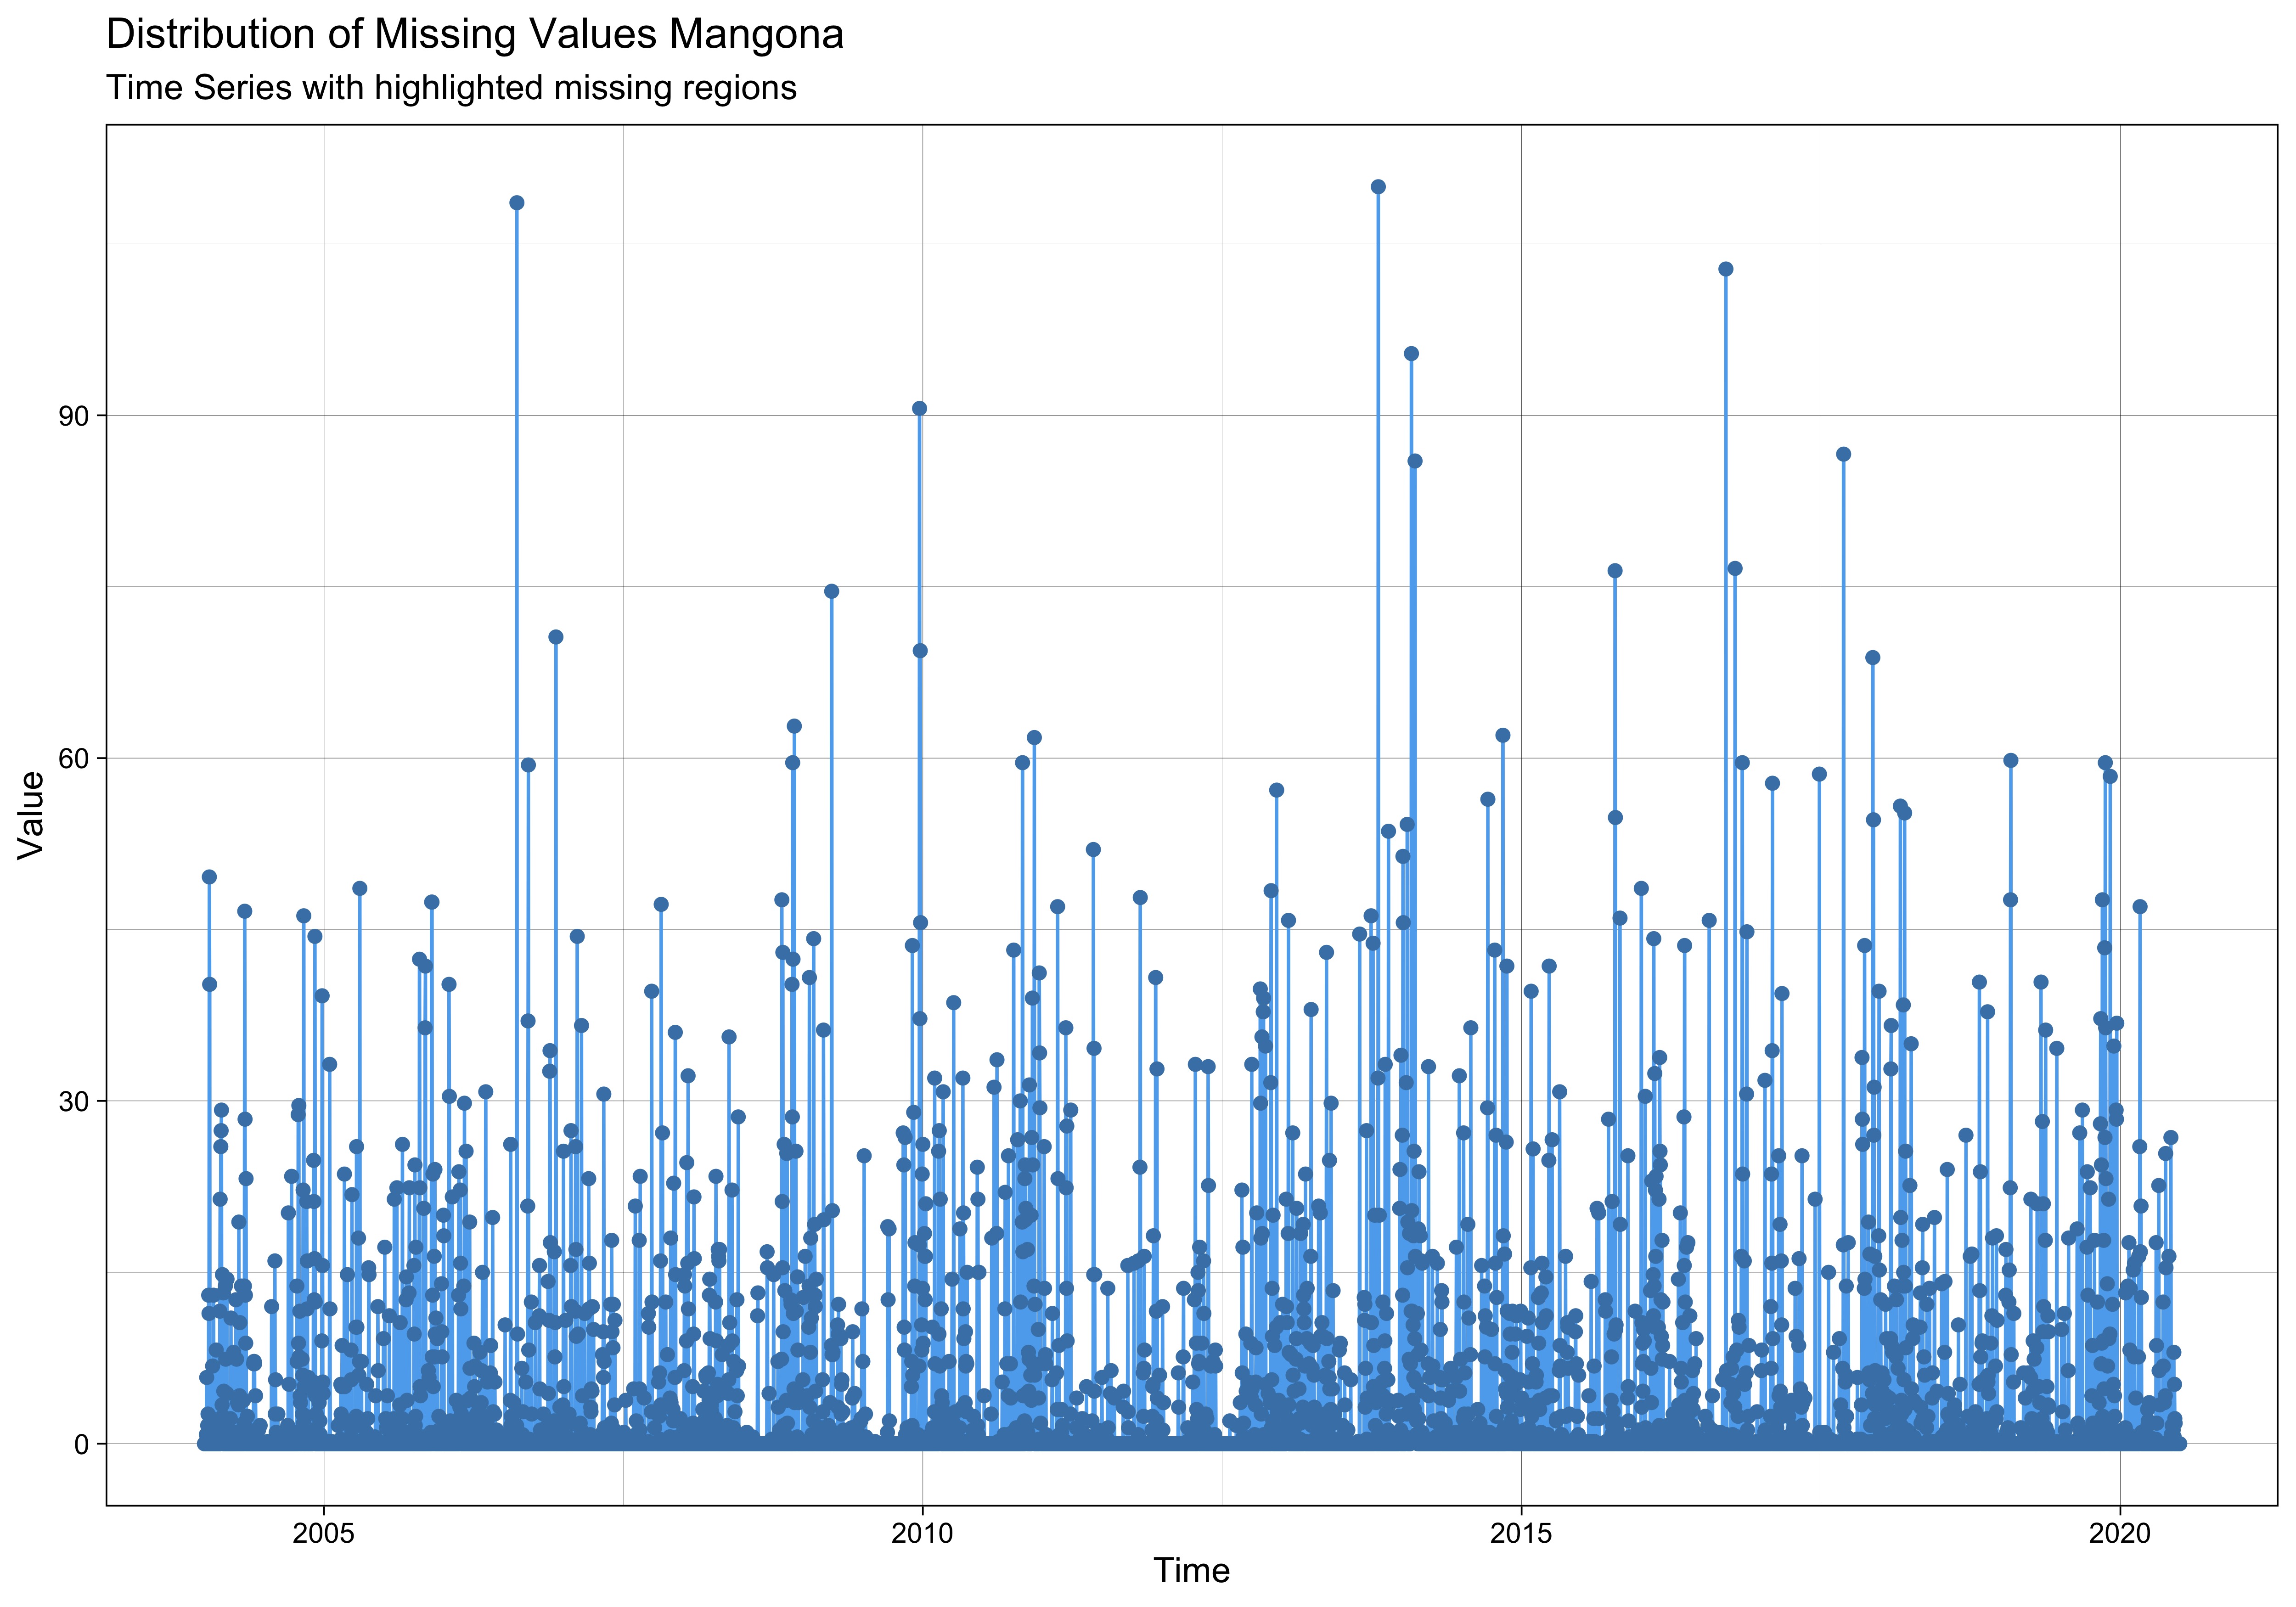 Distribution of Missing Values Mangona
Time Series with highlighted missing regions
90
60
30
0
Value
2005
2010
2015
2020
Time